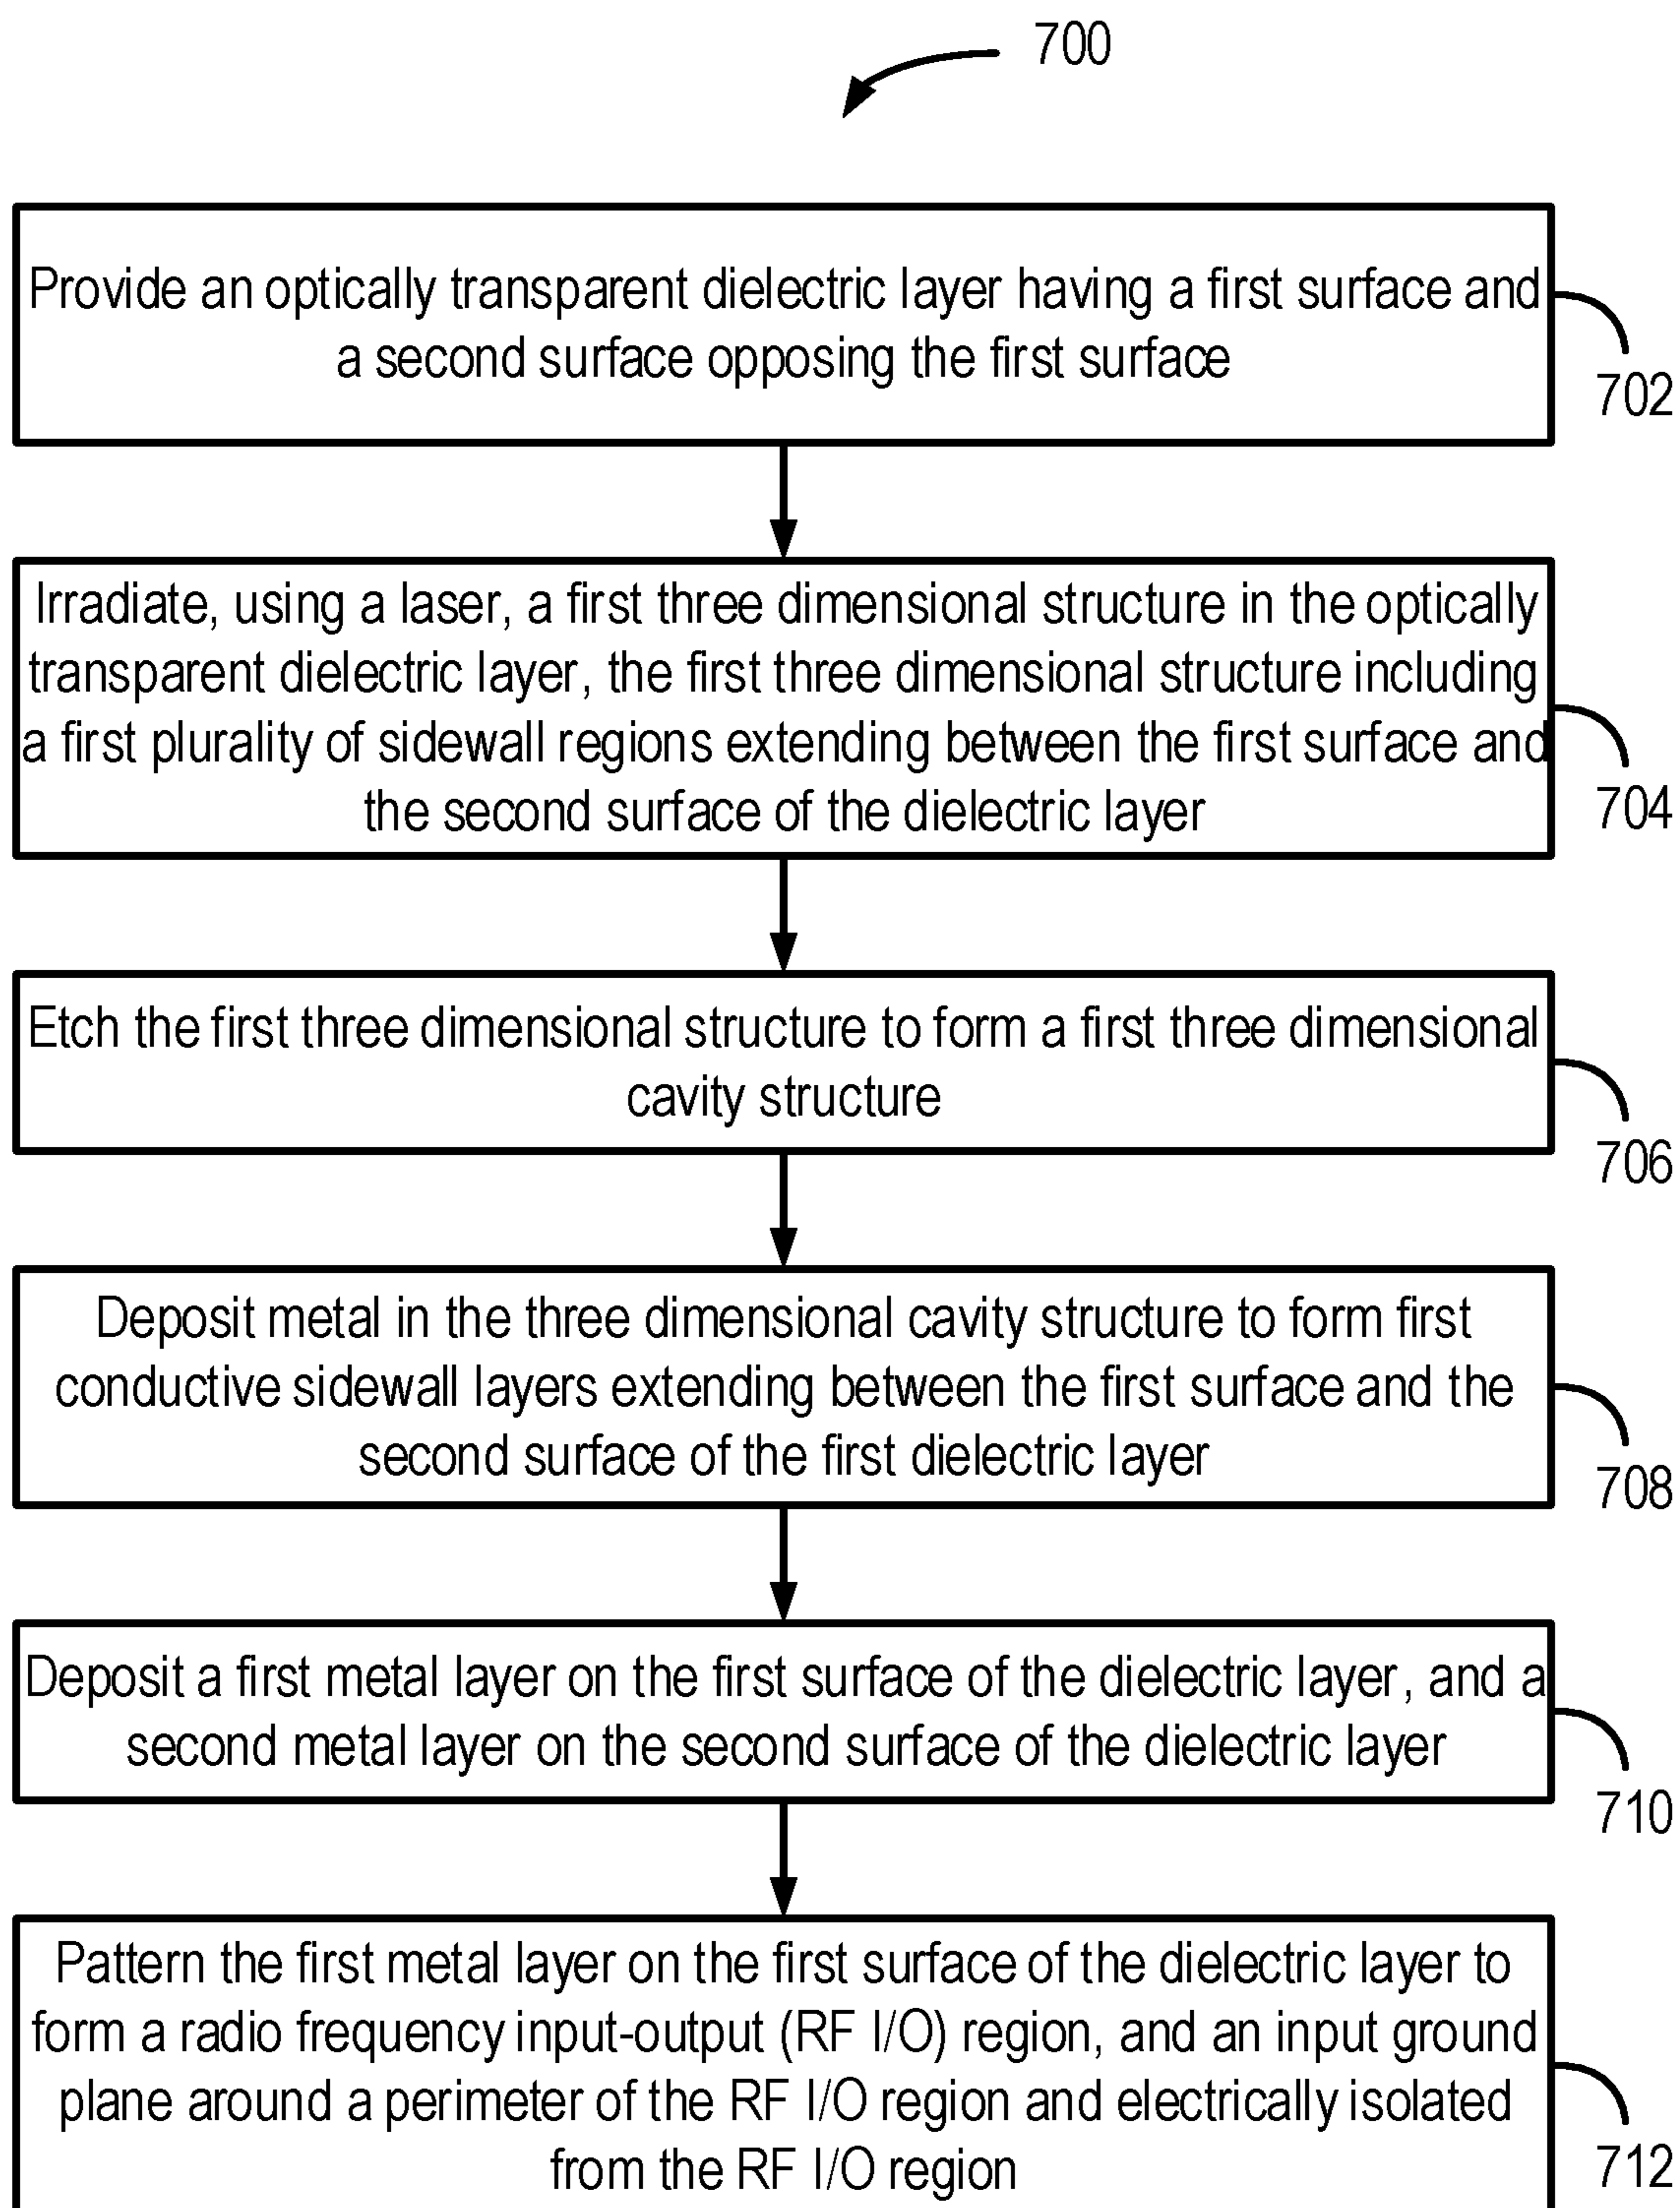 700
Provide an optically transparent dielectric layer having a first surface and
a second surface opposing the first surface
702
Irradiate, using a laser, a first three dimensional structure in the optically
transparent dielectric layer, the first three dimensional structure including
a first plurality of sidewall regions extending between the first surface and
the second surface of the dielectric layer
704
Etch the first three dimensional structure to form a first three dimensional
cavity structure
706
Deposit metal in the three dimensional cavity structure to form first
conductive sidewall layers extending between the first surface and the
second surface of the first dielectric layer
708
Deposit a first metal layer on the first surface of the dielectric layer, and a
second metal layer on the second surface of the dielectric layer
710
Pattern the first metal layer on the first surface of the dielectric layer to
form a radio frequency input-output (RF I/O) region, and an input ground
plane around a perimeter of the RF I/O region and electrically isolated
from the RF I/O region
712